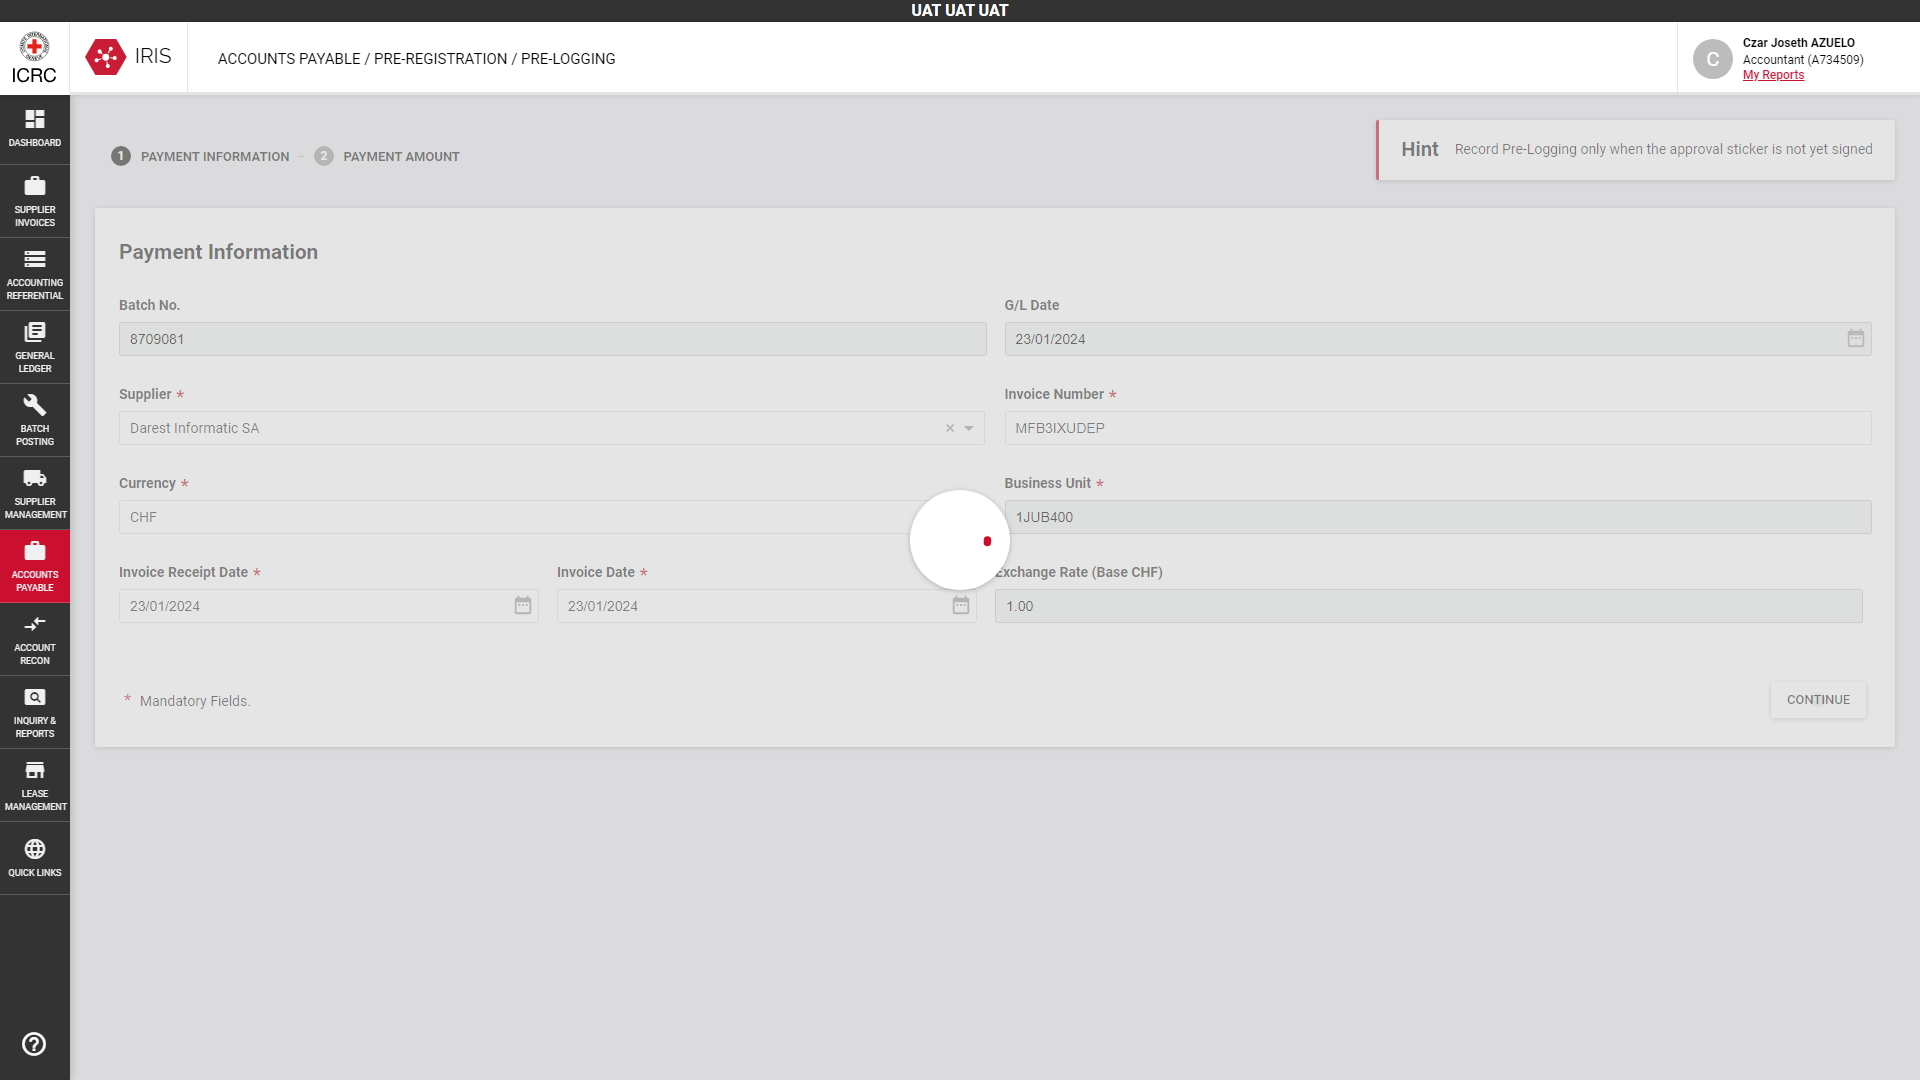 UAT UAT UAT
ICRC
IRIS
ACCOUNTS PAYABLE / PRE-REGISTRATION / PRE-LOGGING
C
Czar Joseth AZUELO
Accountant (A734509)
My Reports
DASHBOARD
SUPPLIER
INVOICES
ACCOUNTING
REFERENTIAL
GENERAL
LEDGER
BATCH
POSTING
SUPPLIER
MANAGEMENT
ACCOUNTS
PAYABLE
ACCOUNT
RECON
INQUIRY &
REPORTS
LEASE
MANAGEMENT
QUICK LINKS
1 PAYMENT INFORMATION 2 PAYMENT AMOUNT
Hint Record Pre-Logging only when the approval sticker is not yet signed
Payment Information
Batch No. G/L Date
8709081 23/01/2024
Supplier * Invoice Number *
Darest Informatic SA MFB3IXUDEP
Currency * Business Unit *
CHF 1JUB400
Invoice Receipt Date * Invoice Date * Exchange Rate (Base CHF)
23/01/2024 23/01/2024 1.00
* Mandatory Fields. CONTINUE